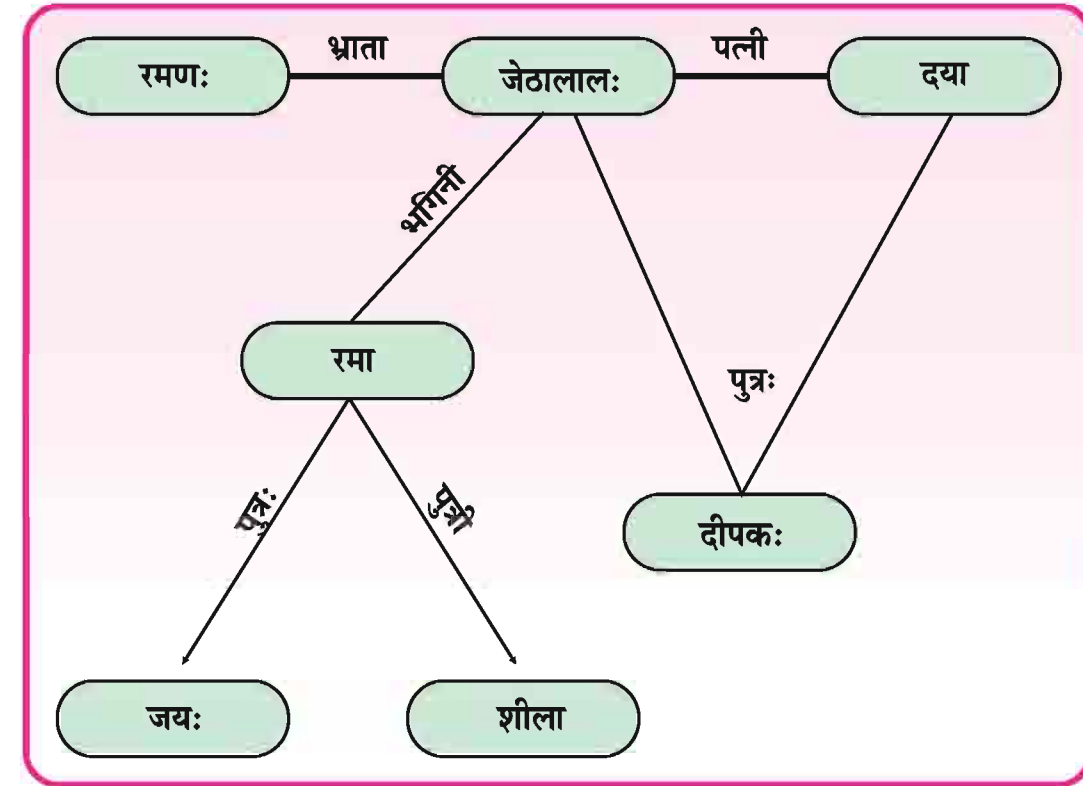 रमणः
भ्राता
जेठालालः
पत्नी
दया
भगिनी
रमा
पुत्रः
पुत्रः
पुत्री
दीपकः
जयः
शीला